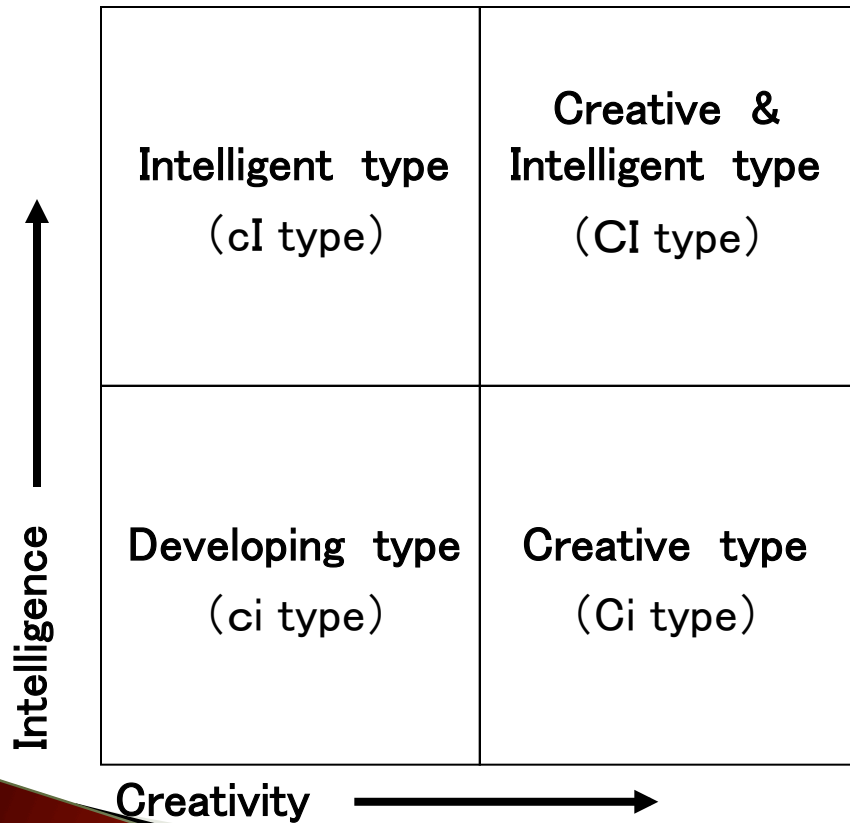 Intelligent type
（cI type）
Creative &
Intelligent type
（CI type）
Developing type
（ci type）
Creative type
（Ci type）
Intelligence
Creativity